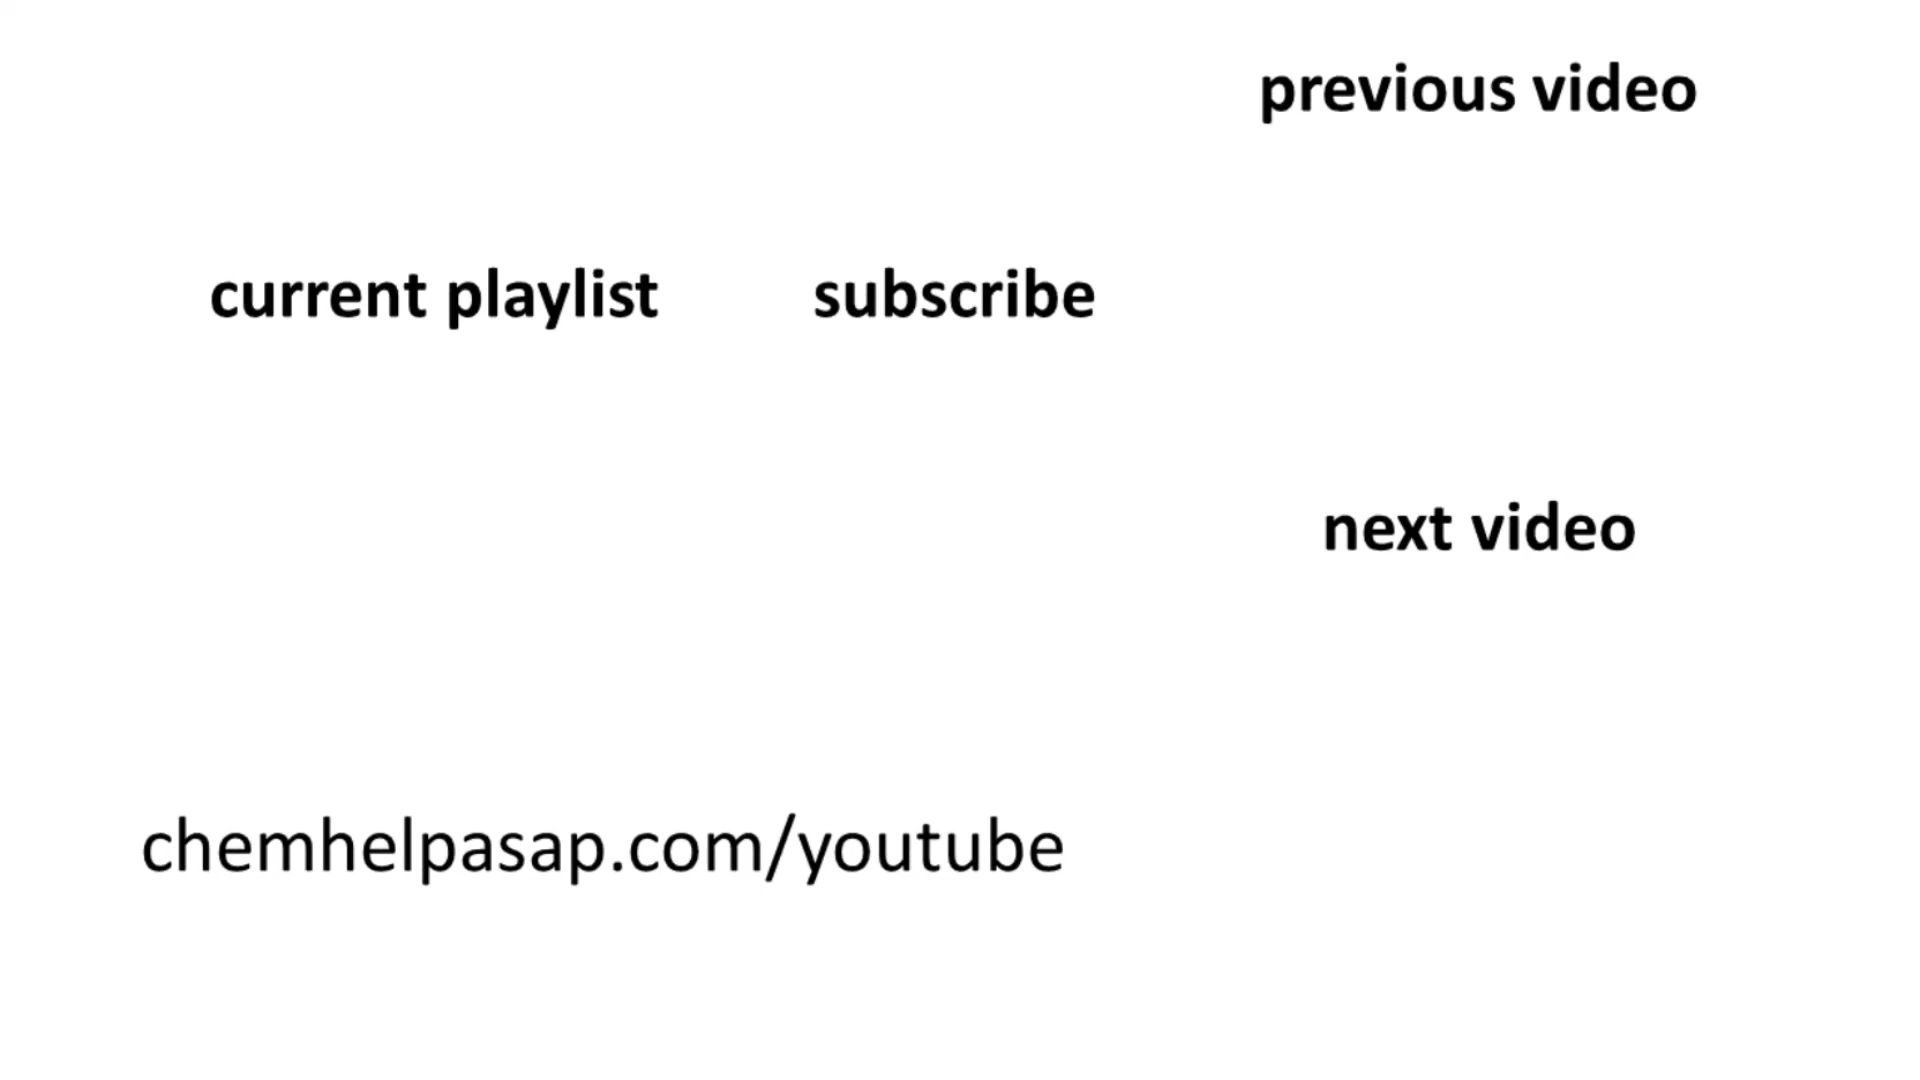 previous video
current playlist
subscribe
next video
chemhelpasap.com/youtube